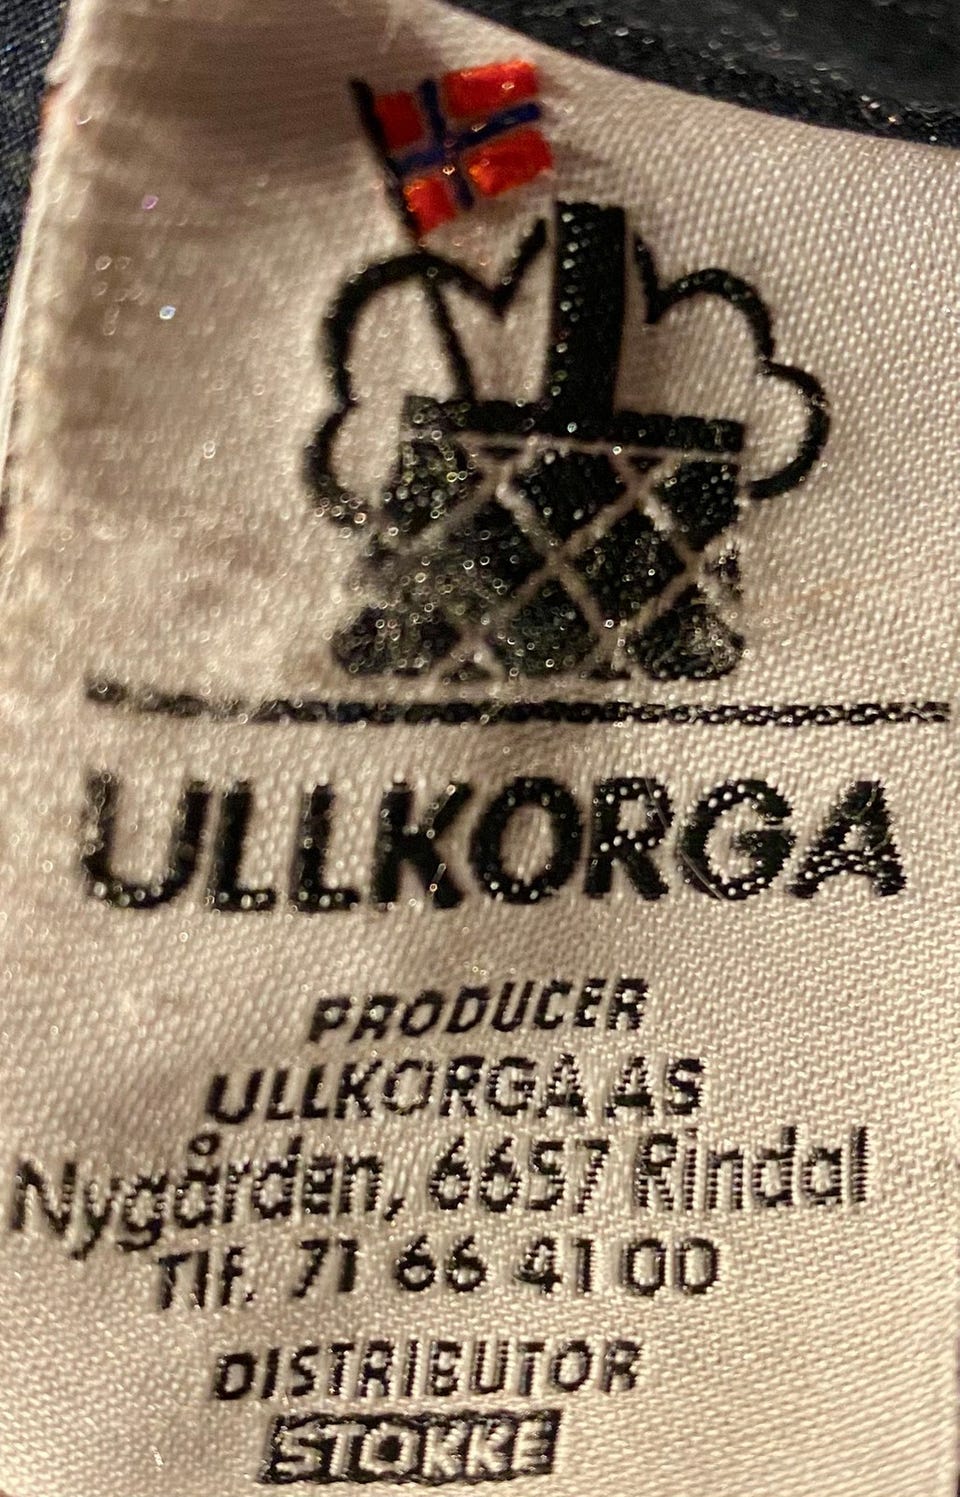 ULLKORGA
PRODUCER
ULLKORGA AS
Nygården, 6657 Rindal
Tlf. 71 66 41 00
DISTRIBUTOR
STOKKE